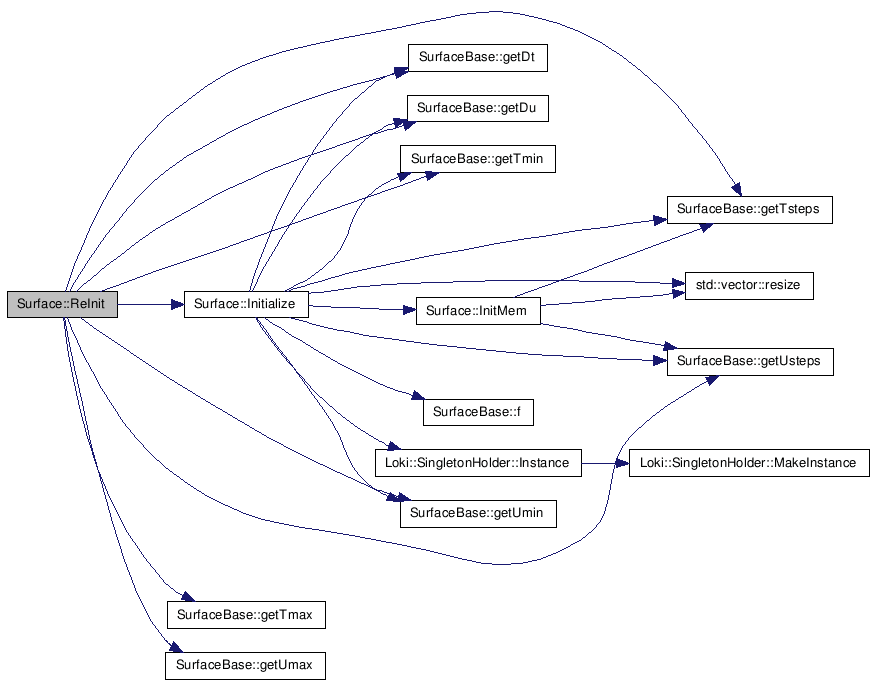 SurfaceBase::getDt
SurfaceBase::getDu
SurfaceBase::getTmin
SurfaceBase::getTsteps
std::vector::resize
Surface::ReInit
Surface::Initialize
Surface::InitMem
SurfaceBase::getUsteps
SurfaceBase::f
Loki::SingletonHolder::Instance
Loki::SingletonHolder::MakeInstance
SurfaceBase::getUmin
SurfaceBase::getTmax
SurfaceBase::getUmax